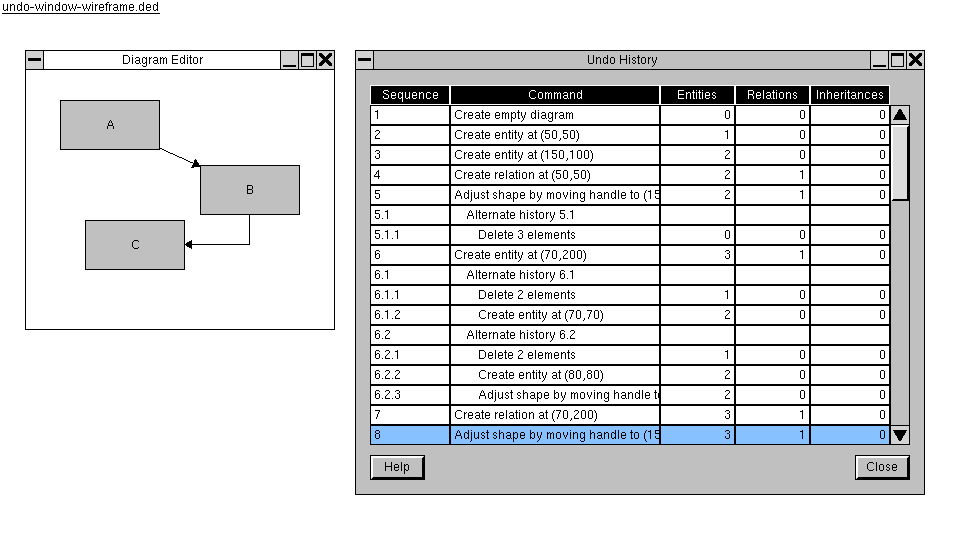 undo-window-wireframe.ded
Diagram Editor
A
B
C
Undo History
Sequence Command Entities Relations Inheritances
1 Create empty diagram 0 0 0
2 Create entity at (50,50) 1 0 0
3 Create entity at (150,100) 2 0 0
4 Create relation at (50,50) 2 1 0
5 Adjust shape by moving handle to (15 2 1 0
5.1 Alternate history 5.1
5.1.1 Delete 3 elements 0 0 0
6 Create entity at (70,200) 3 1 0
6.1 Alternate history 6.1
6.1.1 Delete 2 elements 1 0 0
6.1.2 Create entity at (70,70) 2 0 0
6.2 Alternate history 6.2
6.2.1 Delete 2 elements 1 0 0
6.2.2 Create entity at (80,80) 2 0 0
6.2.3 Adjust shape by moving handle to 2 0 0
7 Create relation at (70,200) 3 1 0
8 Adjust shape by moving handle to (15 3 1 0
Help Close